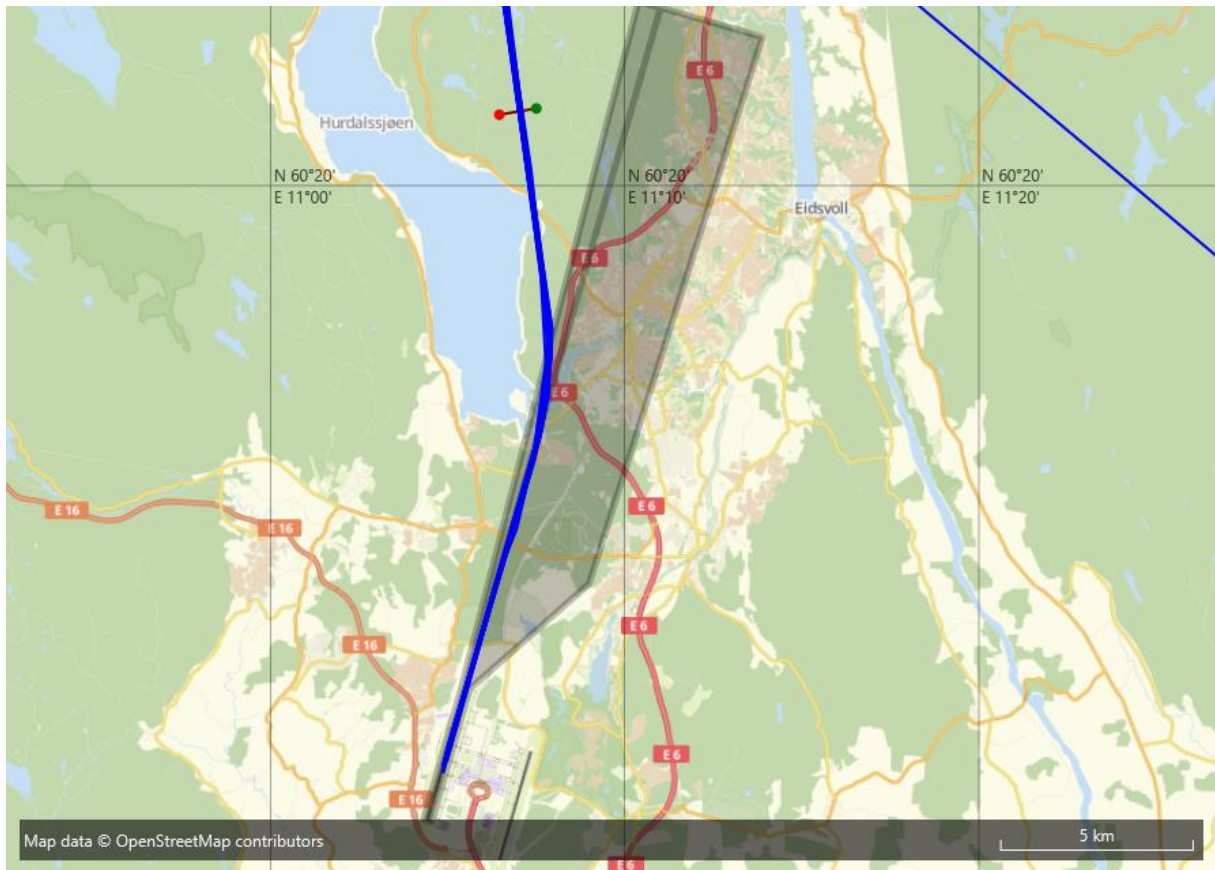 E 6
Hurdalssjøen
N 60°20'
E 11°00'
N 60°20'
E 11°10'
N 60°20'
E 11°20'
Eidsvoll
E 6
E 6
E 16
E 6
E 16
E 6
E 16
E 6
E 16
Map data © OpenStreetMap contributors
5 km
E 6